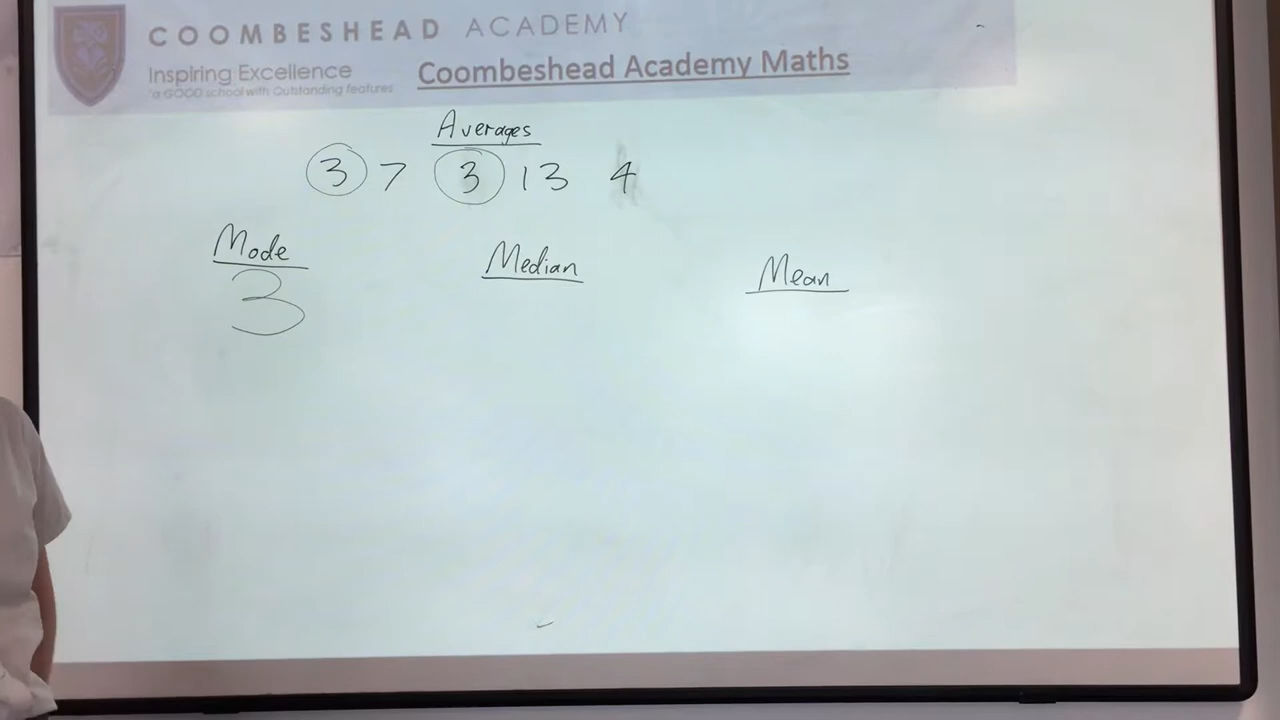 COOMBESHEAD ACADEMY
Inspiring Excellence
"a GOOD school with Outstanding features"
Coombeshead Academy Maths
Averages
3 7 3 13 4
Mode
3
Median
Mean